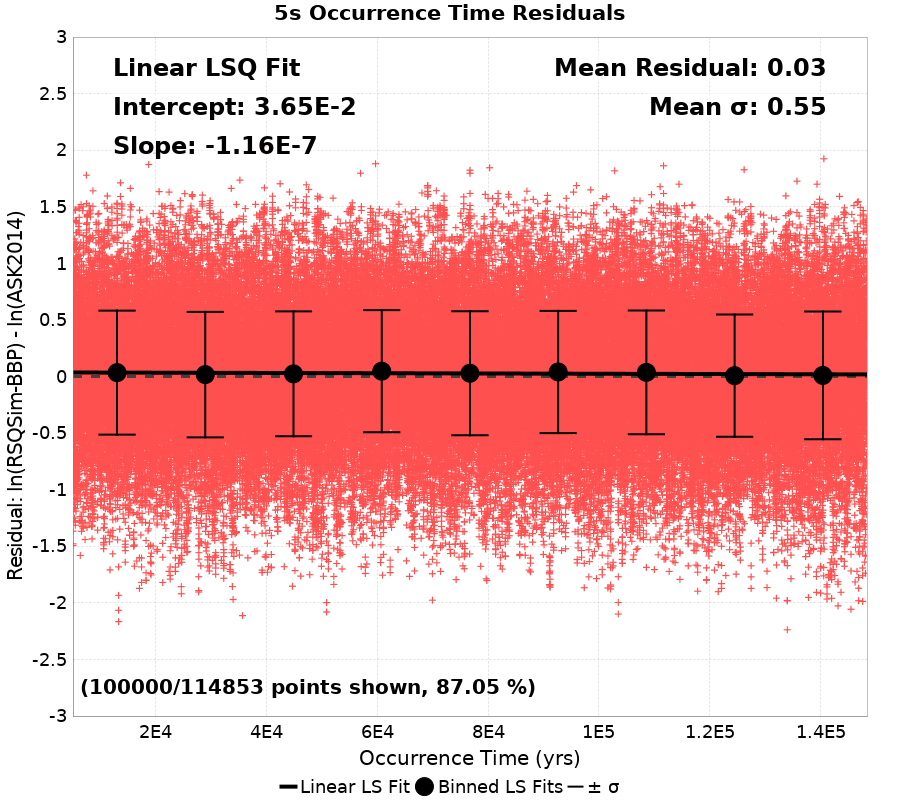 5s Occurrence Time Residuals
Linear LSQ Fit
Intercept: 3.65E-2
Slope: -1.16E-7
Mean Residual: 0.03
Mean σ: 0.55
3
2.5
2
1.5
1
0.5
0
-0.5
-1
-1.5
-2
-2.5
-3
Residual: ln(RSQSim-BBP) - ln(ASK2014)
(100000/114853 points shown, 87.05 %)
2E4 4E4 6E4 8E4 1E5 1.2E5 1.4E5
Occurrence Time (yrs)
Linear LS Fit Binned LS Fits ± σ